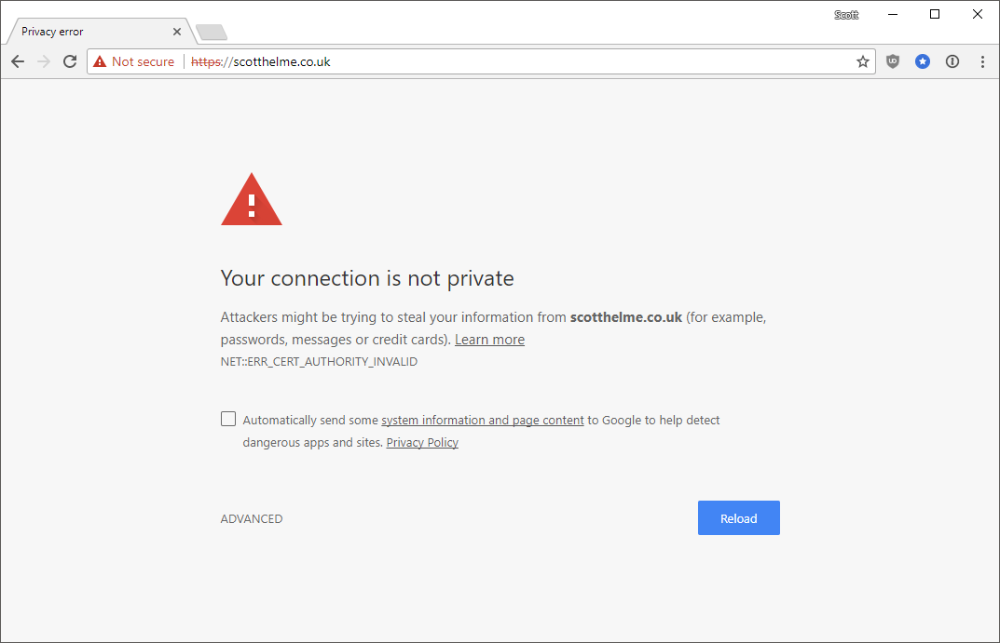 Scott
Privacy error
Not secure https://scotthelme.co.uk
Your connection is not private
Attackers might be trying to steal your information from scotthelme.co.uk (for example,
passwords, messages or credit cards). Learn more
NET::ERR_CERT_AUTHORITY_INVALID
Automatically send some system information and page content to Google to help detect
dangerous apps and sites. Privacy Policy
ADVANCED
Reload